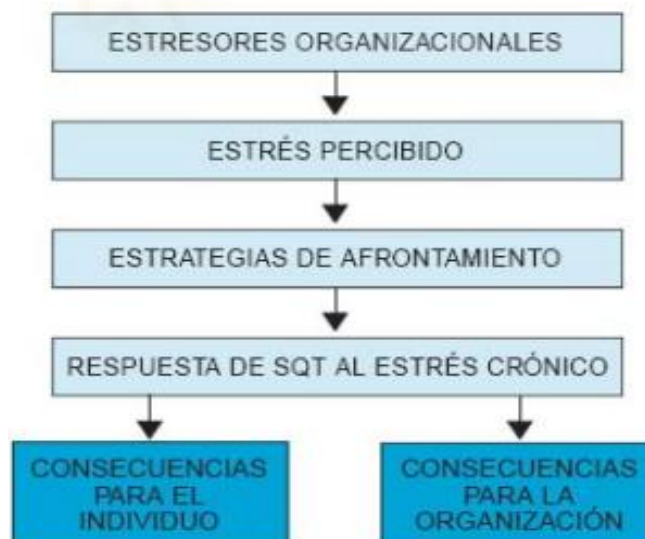 ESTRESORES ORGANIZACIONALES
ESTRÉS PERCIBIDO
ESTRATEGIAS DE AFRONTAMIENTO
RESPUESTA DE SQT AL ESTRÉS CRÓNICO
CONSECUENCIAS
PARA EL
INDIVIDUO
CONSECUENCIAS
PARA LA
ORGANIZACIÓN